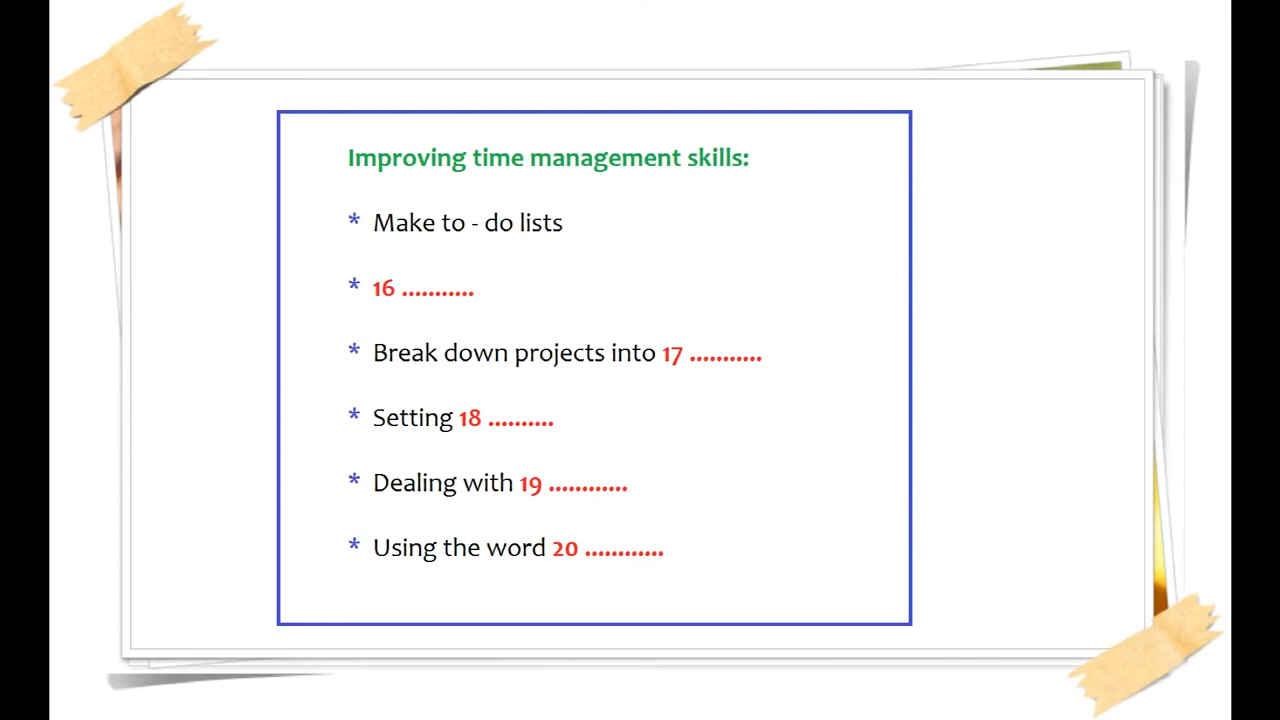 Improving time management skills:
* Make to - do lists
* 16 ...........
* Break down projects into 17 ...........
* Setting 18 ..........
* Dealing with 19 ............
* Using the word 20 ............